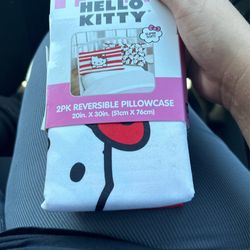 HELLO
KITTY
2PK REVERSIBLE PILLOWCASE
20in. X 30in. (51cm X 76cm)